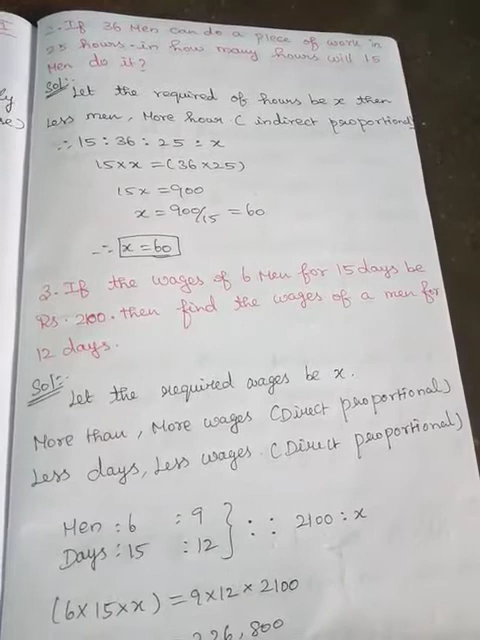 2. If 36 Men can do a piece of work in
25 hours. in how many hours will 15
Men do it?
Sol:-
Let the required of hours be x then
Less men, More hour ( indirect proportional
∴ 15 : 36 : 25 : x
15 x x = (36 x 25)
15x = 900
x = 900/15 = 60
∴ x = 60
3. If the wages of 6 Men for 15 days be
Rs. 2100. then find the wages of a men for
12 days.
Sol:-
Let the required wages be x.
More than, More wages (Direct proportional)
Less days, Less wages. (Direct proportional)
Men : 6 : 9
Days : 15 : 12 } : : 2100 : x
(6 x 15 x x) = 9 x 12 x 2100
226,800